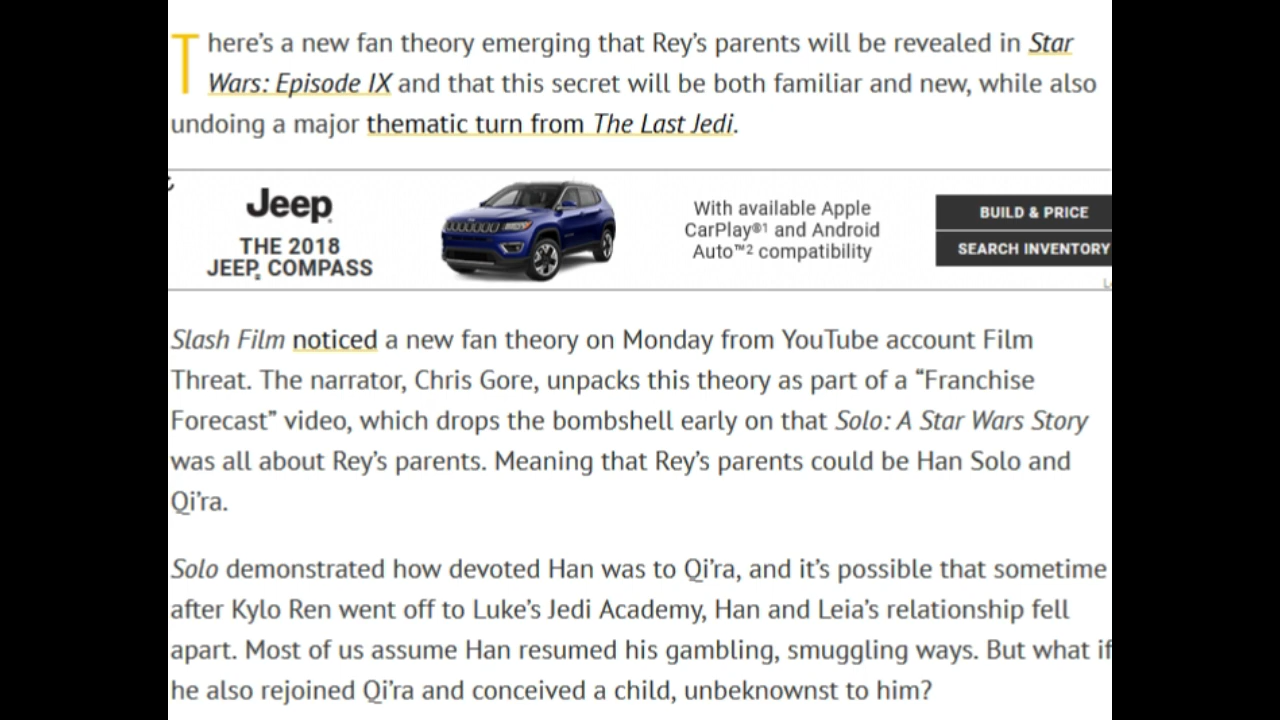 There’s a new fan theory emerging that Rey’s parents will be revealed in Star
Wars: Episode IX and that this secret will be both familiar and new, while also
undoing a major thematic turn from The Last Jedi.
Jeep
THE 2018
JEEP® COMPASS
With available Apple
CarPlay®¹ and Android
Auto™² compatibility
BUILD & PRICE
SEARCH INVENTORY
Slash Film noticed a new fan theory on Monday from YouTube account Film
Threat. The narrator, Chris Gore, unpacks this theory as part of a “Franchise
Forecast” video, which drops the bombshell early on that Solo: A Star Wars Story
was all about Rey’s parents. Meaning that Rey’s parents could be Han Solo and
Qi’ra.
Solo demonstrated how devoted Han was to Qi’ra, and it’s possible that sometime
after Kylo Ren went off to Luke’s Jedi Academy, Han and Leia’s relationship fell
apart. Most of us assume Han resumed his gambling, smuggling ways. But what if
he also rejoined Qi’ra and conceived a child, unbeknownst to him?